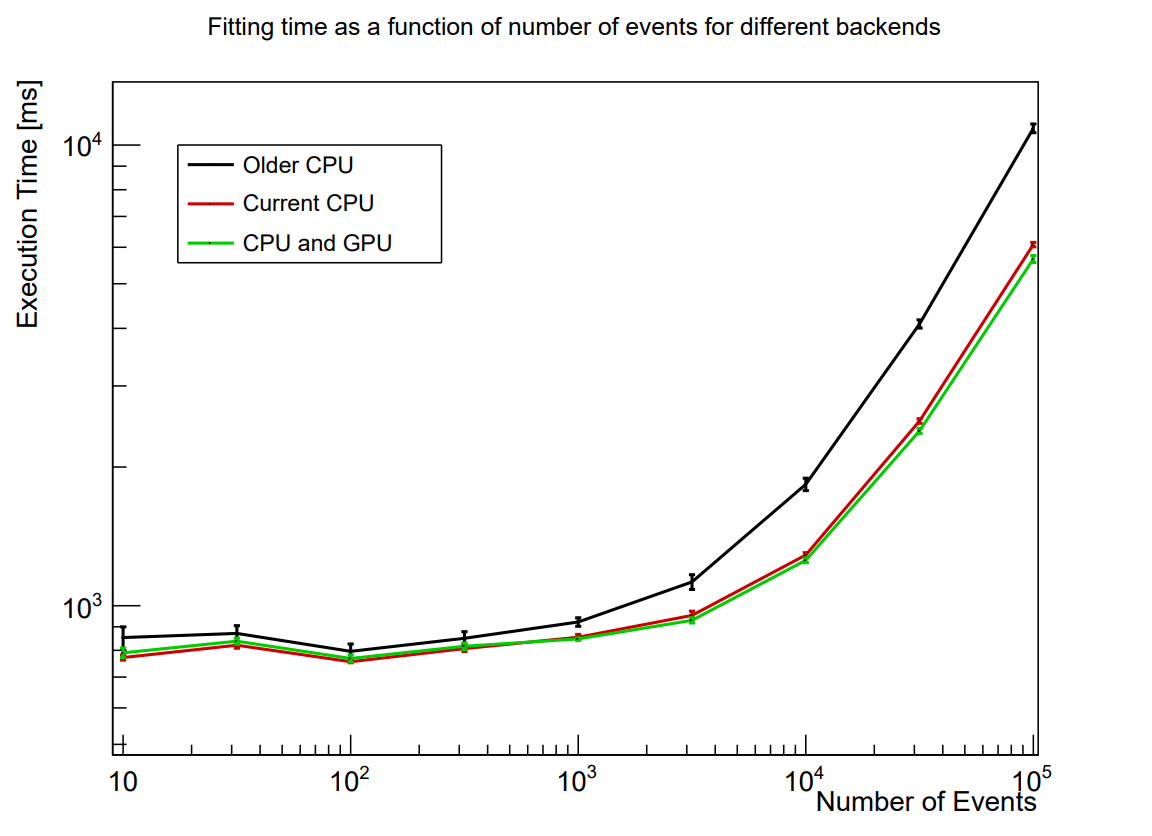 Fitting time as a function of number of events for different backends
Execution Time [ms]
10⁴
10³
Older CPU
Current CPU
CPU and GPU
10 10² 10³ 10⁴ 10⁵
Number of Events